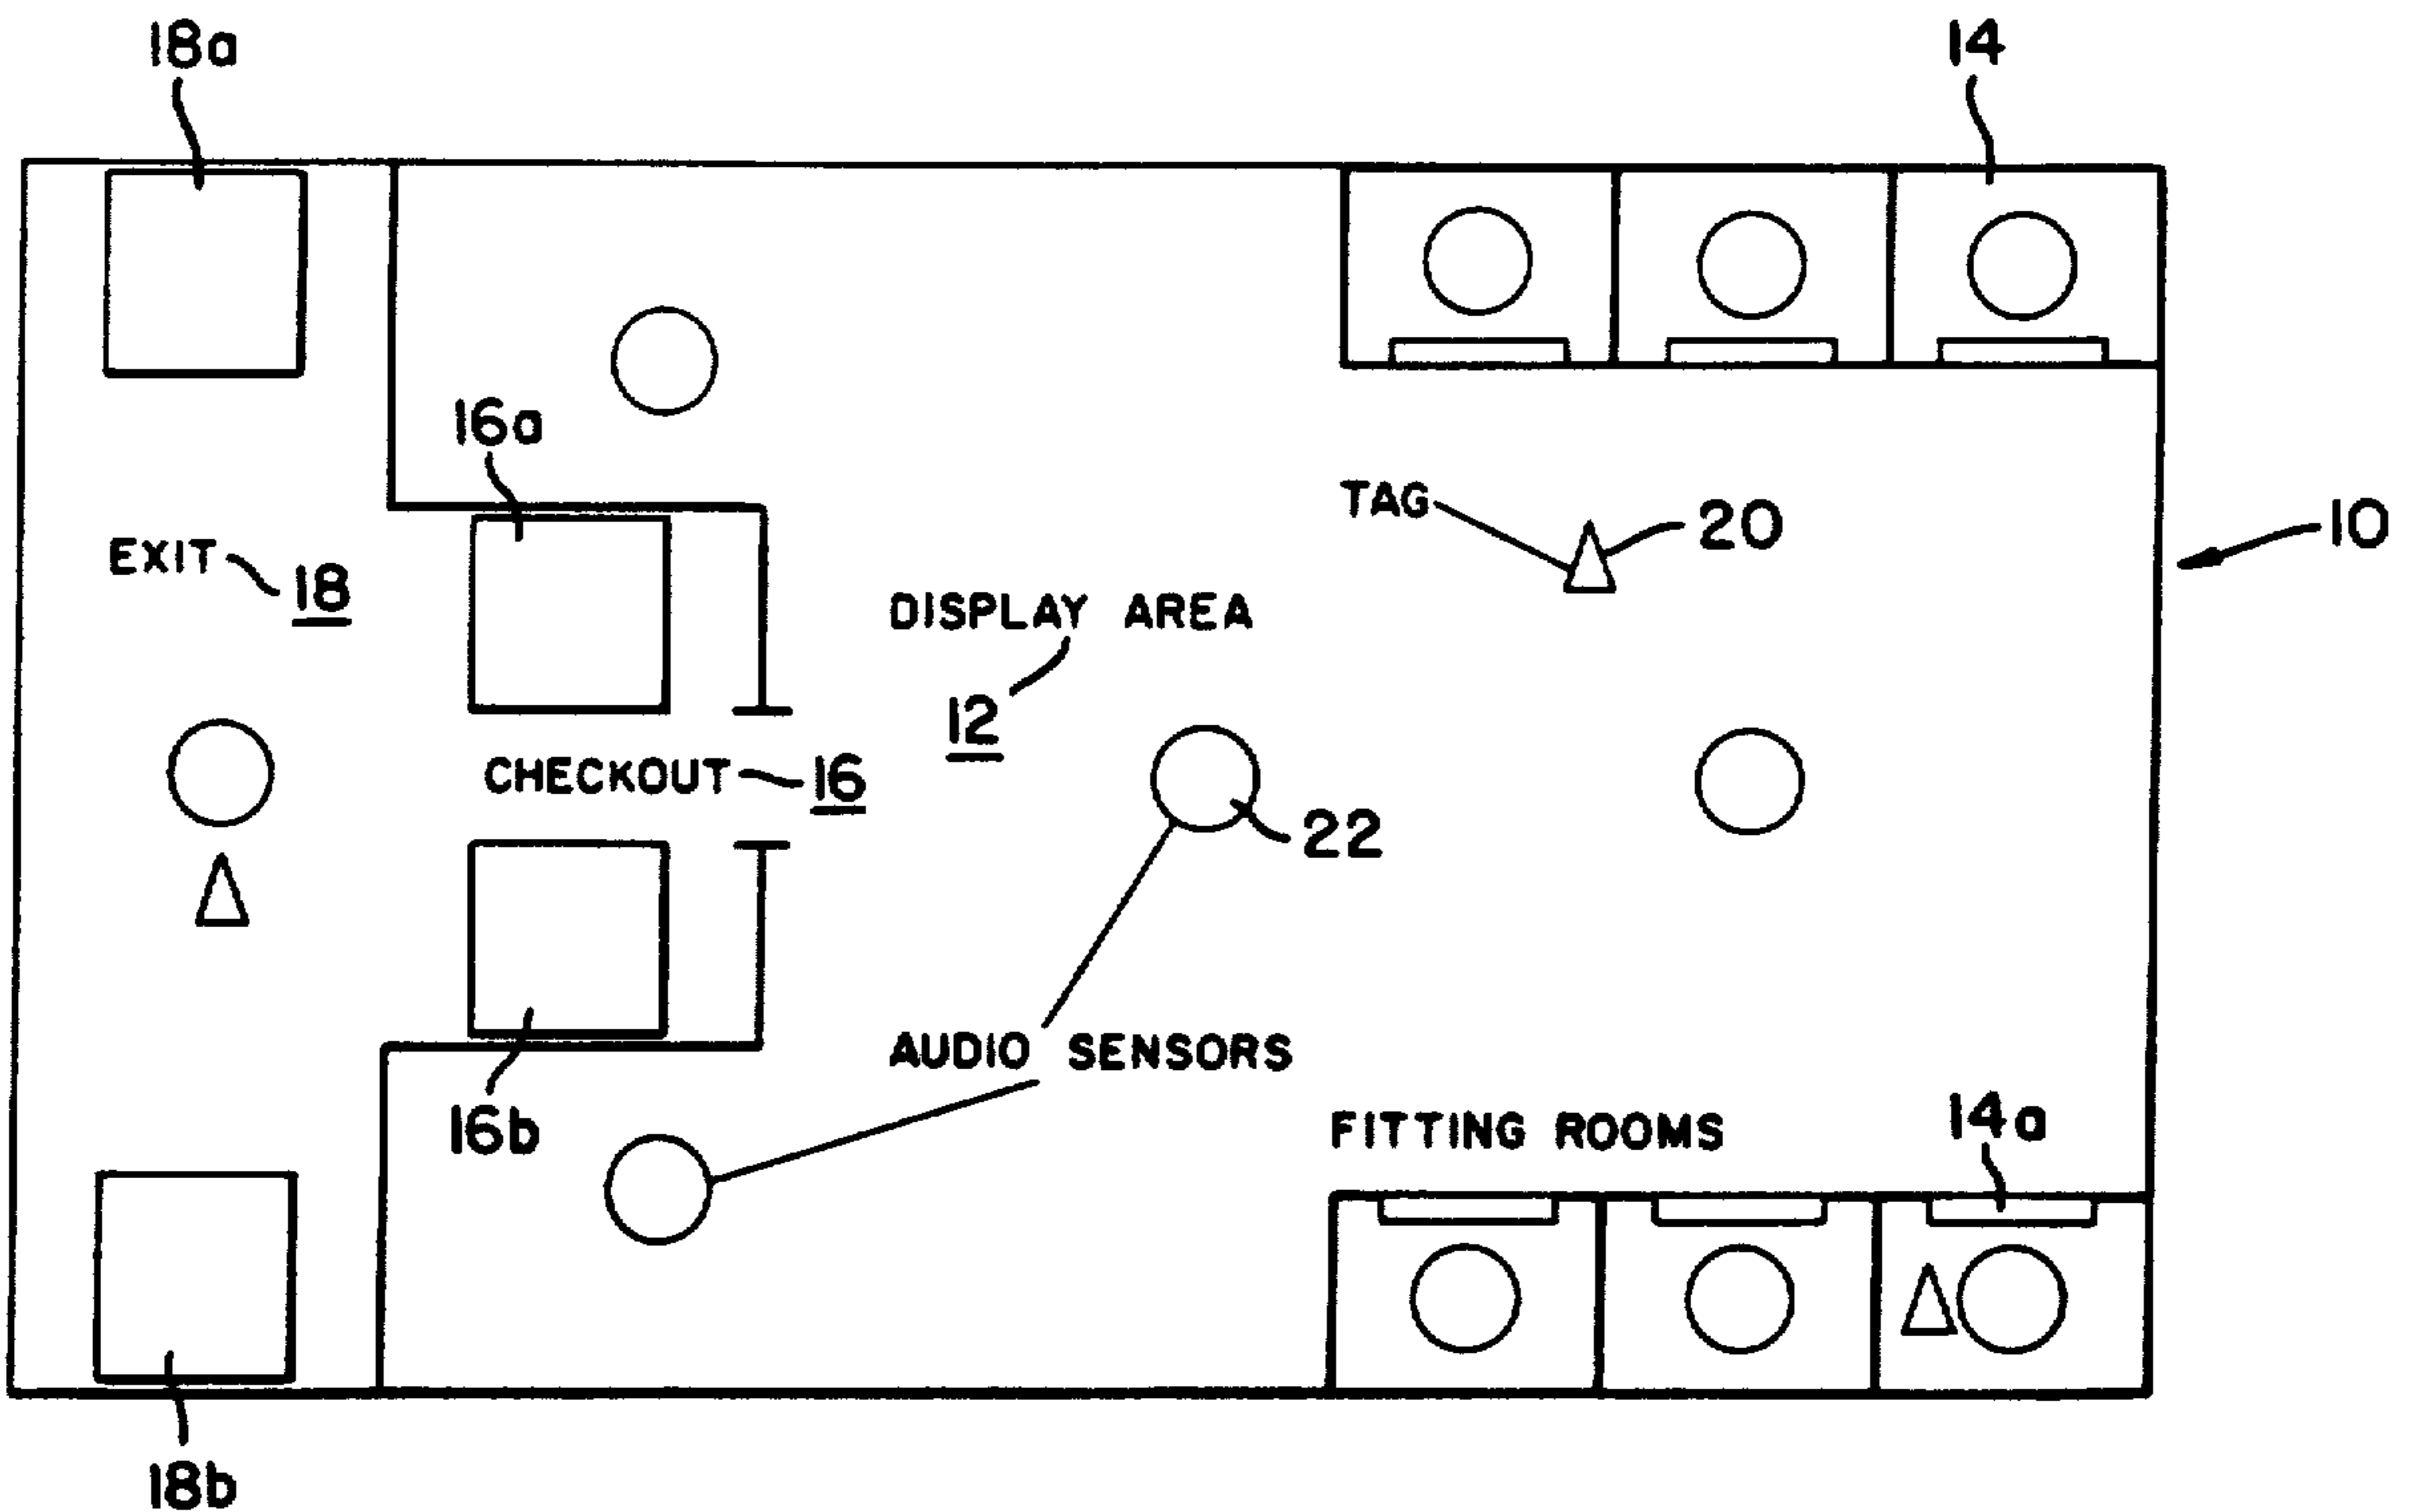 18a
14
16a
TAG
20
10
EXIT 18
DISPLAY AREA
12
CHECKOUT 16
22
AUDIO SENSORS
16b
FITTING ROOMS
14a
18b